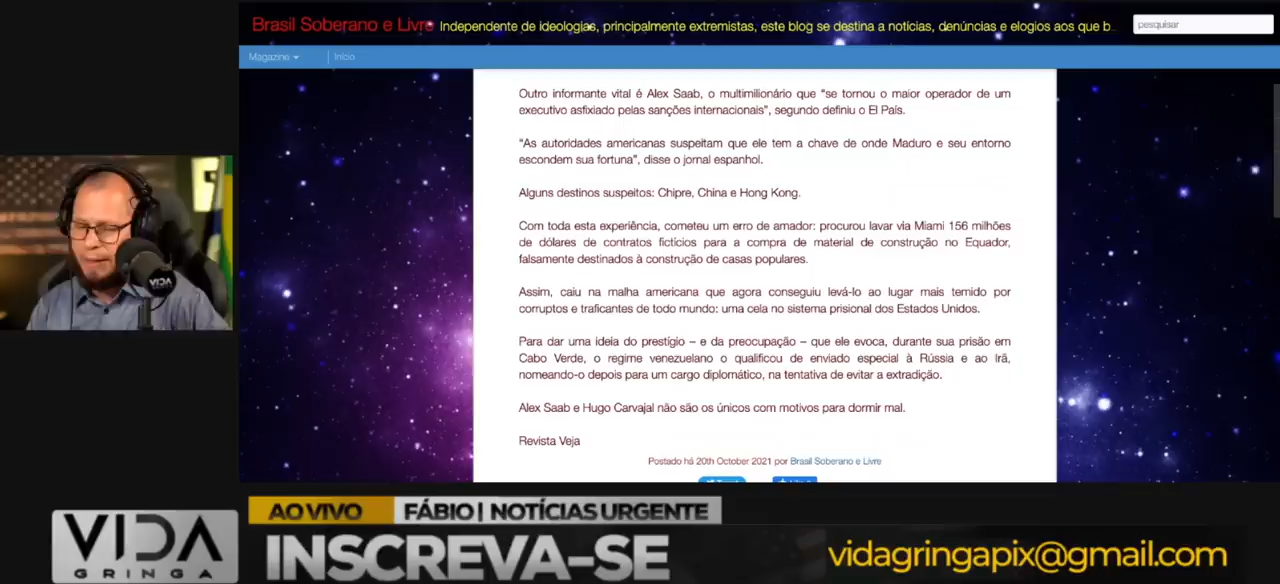 Brasil Soberano e Livre Independente de ideologias, principalmente extremistas, este blog se destina a notícias, denúncias e elogios aos que b...
pesquisar
Magazine
Início
Outro informante vital é Alex Saab, o multimilionário que “se tornou o maior operador de um
executivo asfixiado pelas sanções internacionais”, segundo definiu o El País.
“As autoridades americanas suspeitam que ele tem a chave de onde Maduro e seu entorno
escondem sua fortuna”, disse o jornal espanhol.
Alguns destinos suspeitos: Chipre, China e Hong Kong.
Com toda esta experiência, cometeu um erro de amador: procurou lavar via Miami 156 milhões
de dólares de contratos fictícios para a compra de material de construção no Equador,
falsamente destinados à construção de casas populares.
Assim, caiu na malha americana que agora conseguiu levá-lo ao lugar mais temido por
corruptos e traficantes de todo mundo: uma cela no sistema prisional dos Estados Unidos.
Para dar uma ideia do prestígio – e da preocupação – que ele evoca, durante sua prisão em
Cabo Verde, o regime venezuelano o qualificou de enviado especial à Rússia e ao Irã,
nomeando-o depois para um cargo diplomático, na tentativa de evitar a extradição.
Alex Saab e Hugo Carvajal não são os únicos com motivos para dormir mal.
Revista Veja
Postado há 20th October 2021 por Brasil Soberano e Livre
VIDA
AO VIVO FÁBIO | NOTÍCIAS URGENTE
VIDA
GRINGA
INSCREVA-SE
vidagringapix@gmail.com